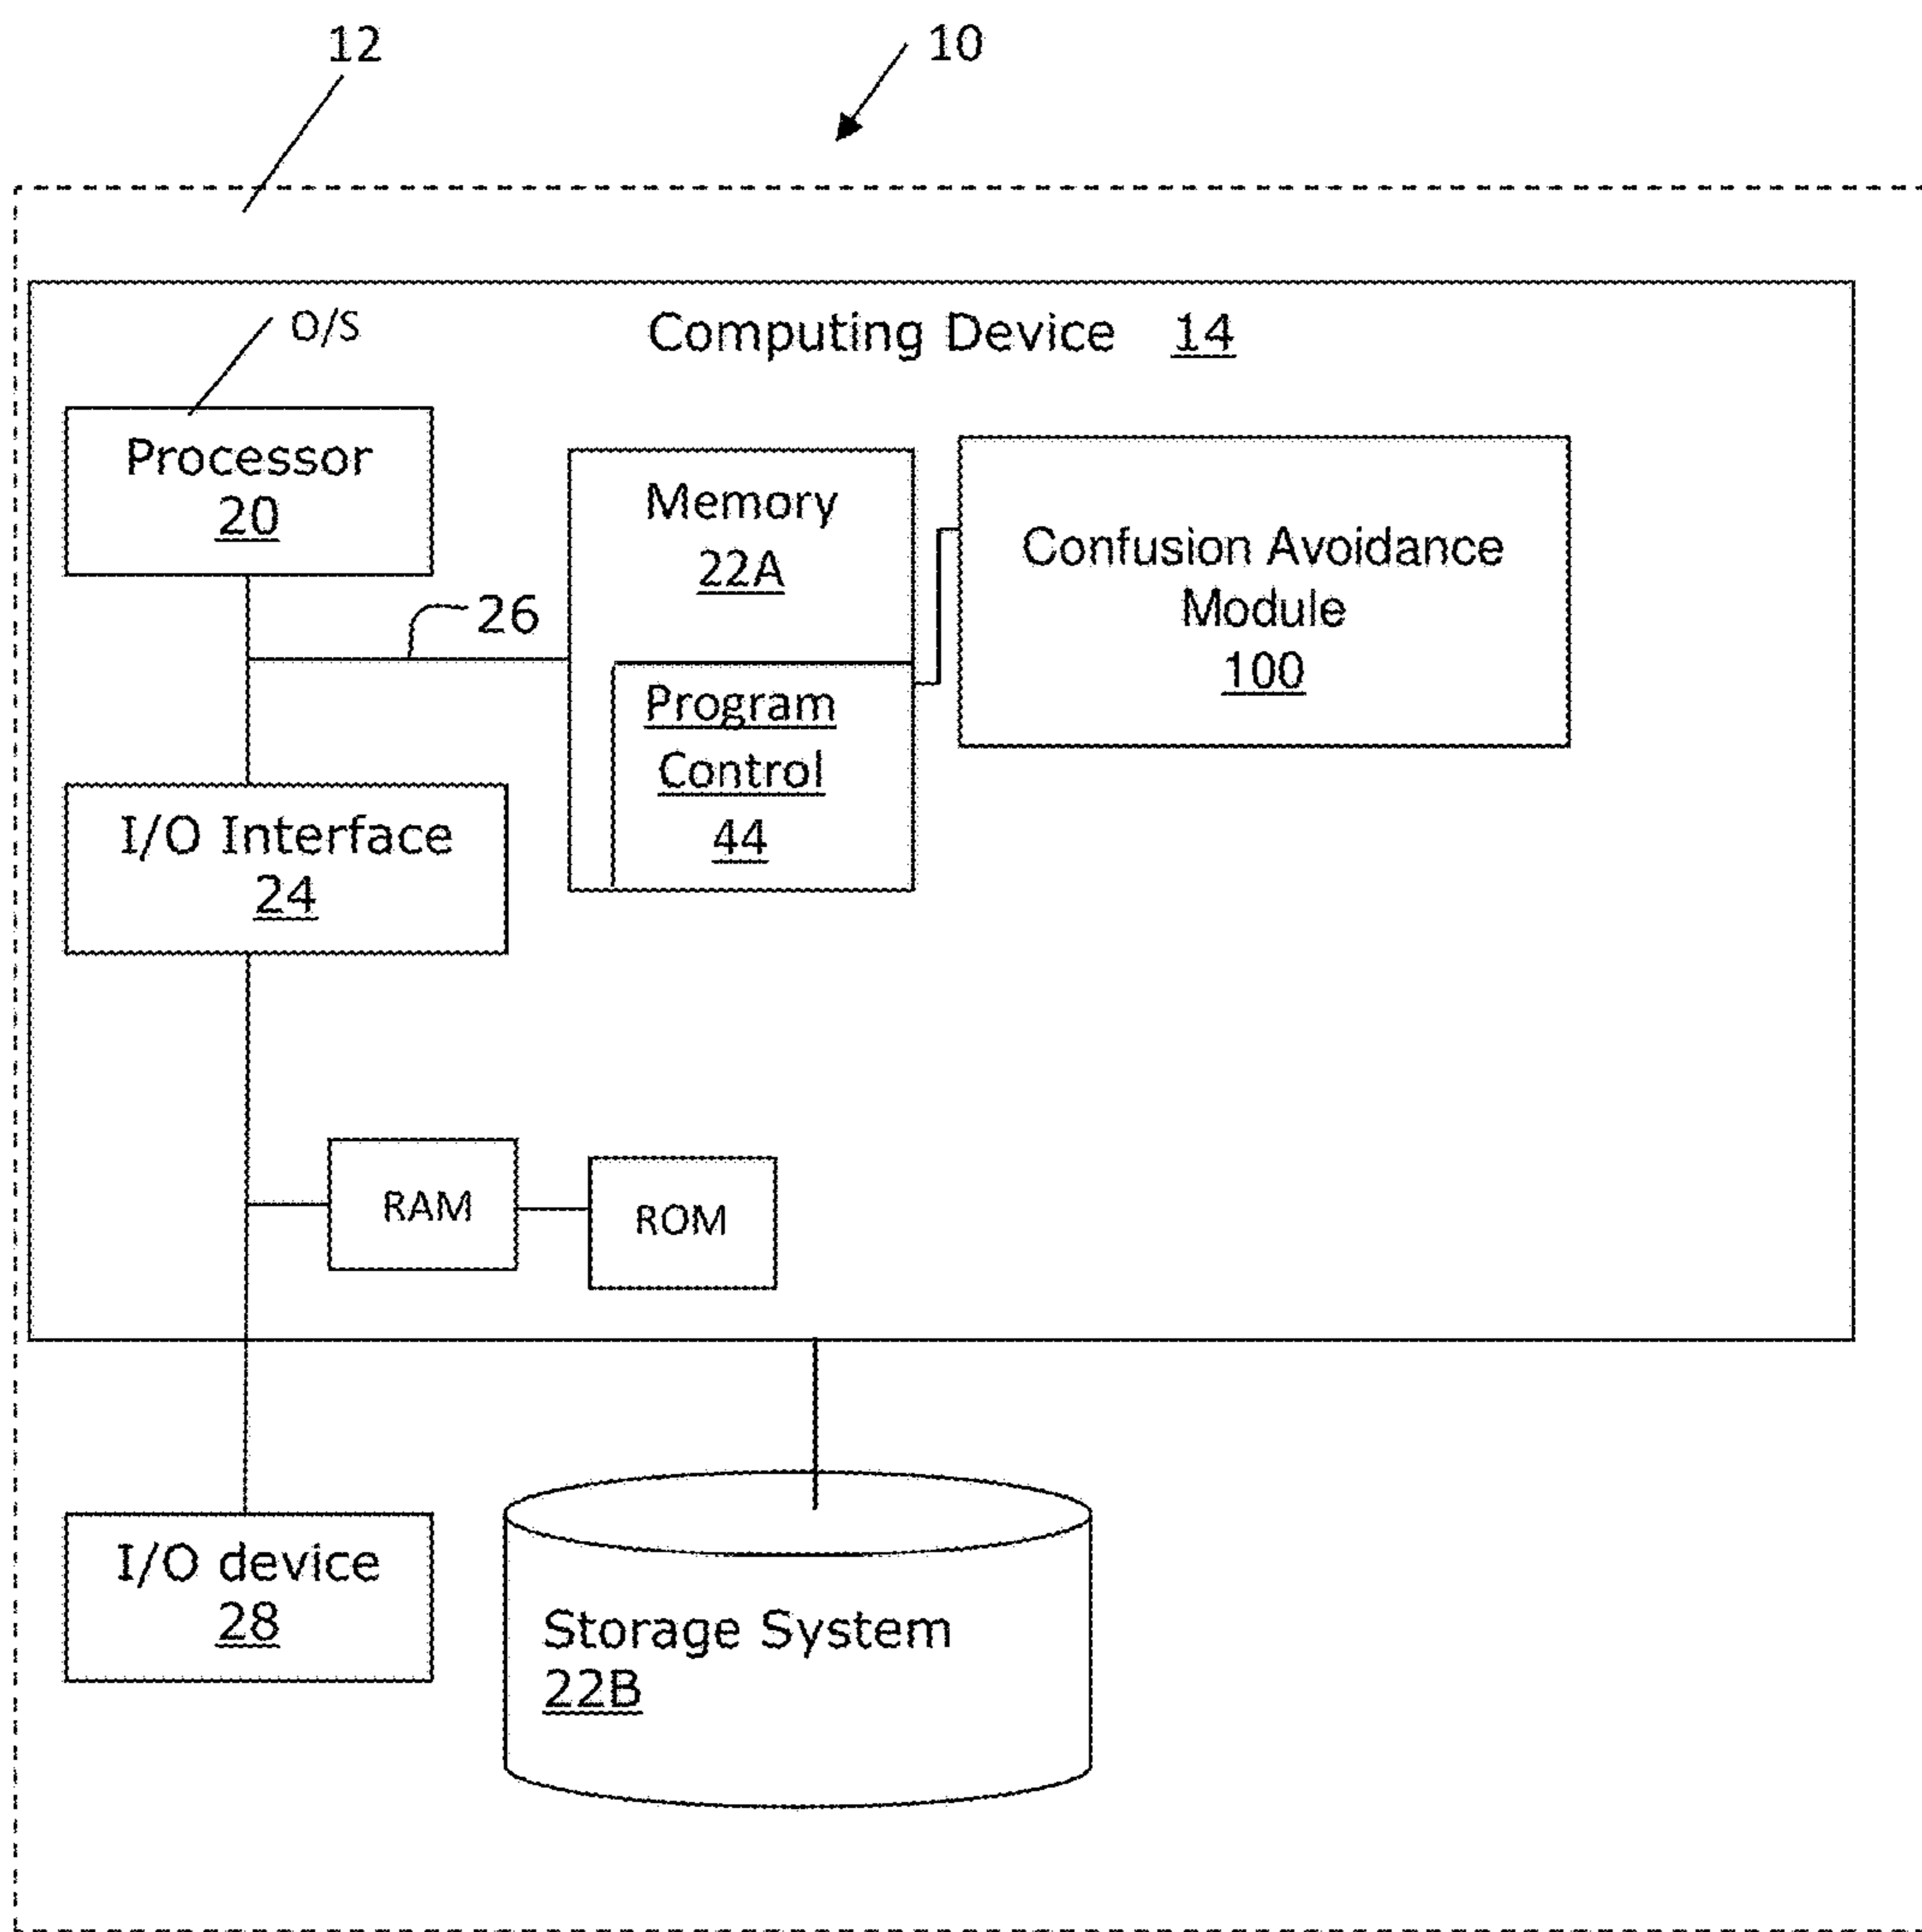 12
10
O/S
Computing Device 14
Processor
20
Memory
22A
Confusion Avoidance
Module
100
26
Program
Control
44
I/O Interface
24
RAM
ROM
I/O device
28
Storage System
22B